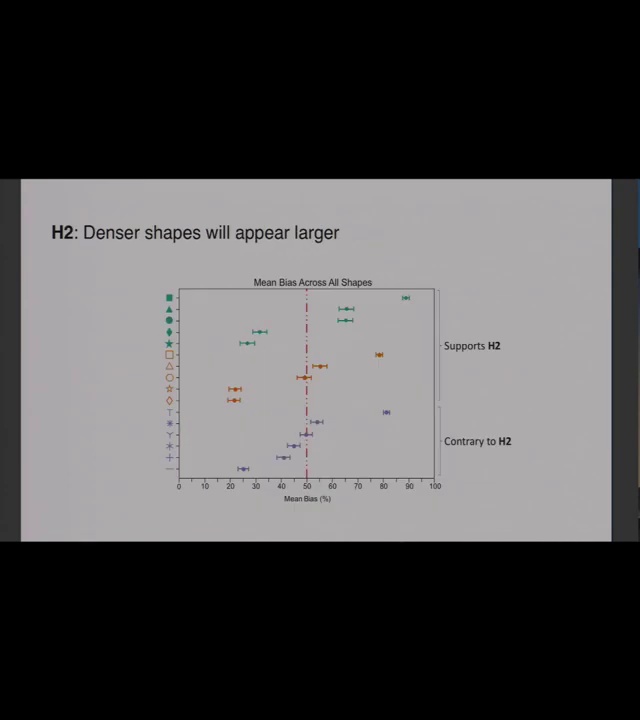 H2: Denser shapes will appear larger
Mean Bias Across All Shapes
Supports H2
Contrary to H2
0 10 20 30 40 50 60 70 80 90 100
Mean Bias (%)